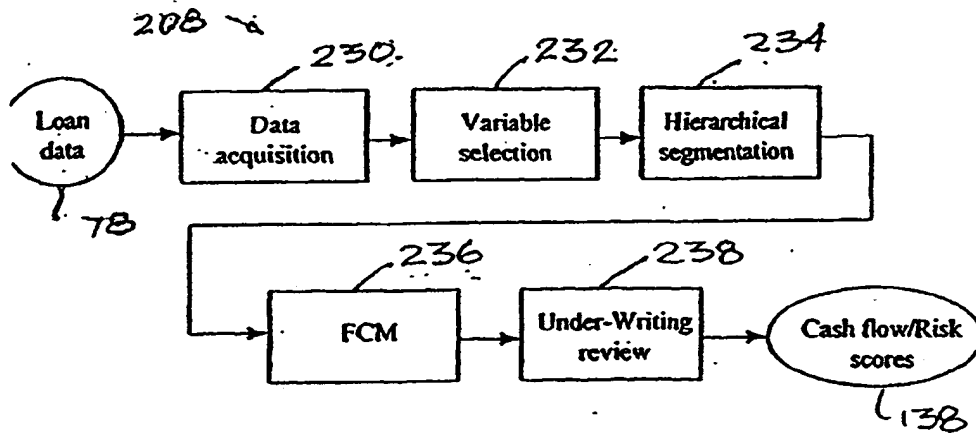 208
230
232
234
Loan
data
Data
acquisition
Variable
selection
Hierarchical
segmentation
78
236
238
FCM
Under-Writing
review
Cash flow/Risk
scores
138